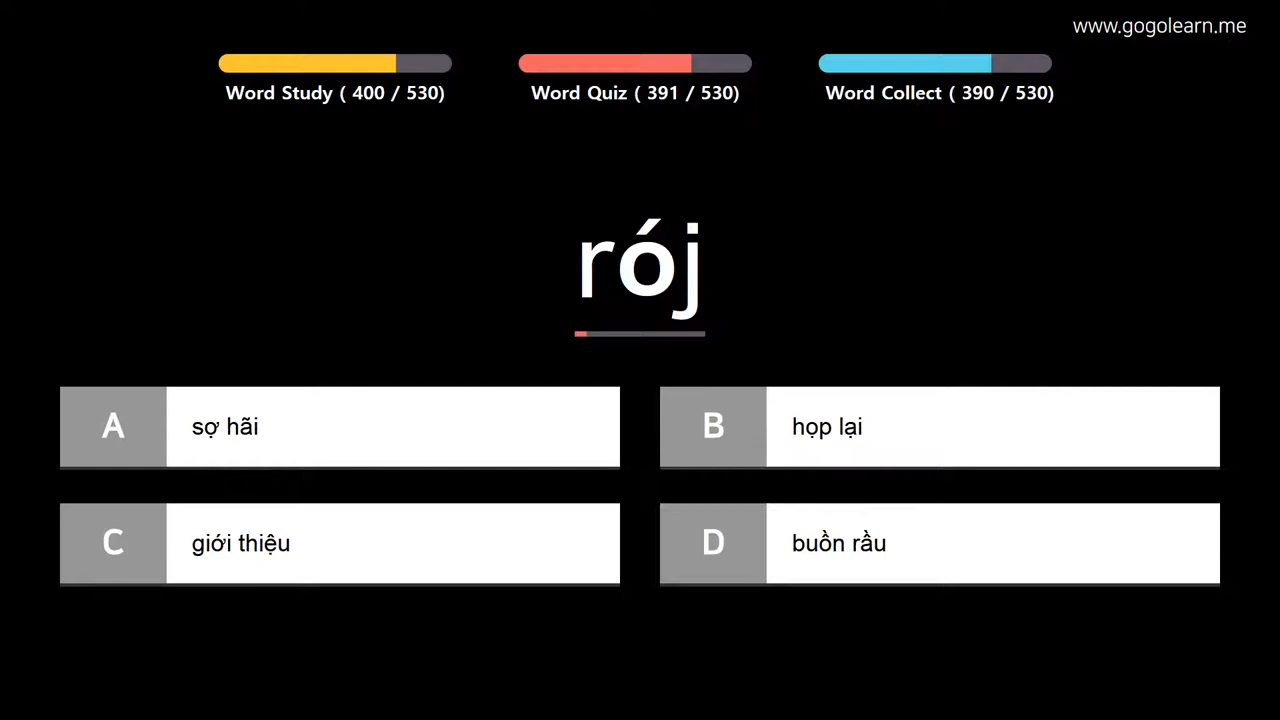 www.gogolearn.me
Word Study ( 400 / 530)
Word Quiz ( 391 / 530)
Word Collect ( 390 / 530)
rój
A sợ hãi
B họp lại
C giới thiệu
D buồn rầu